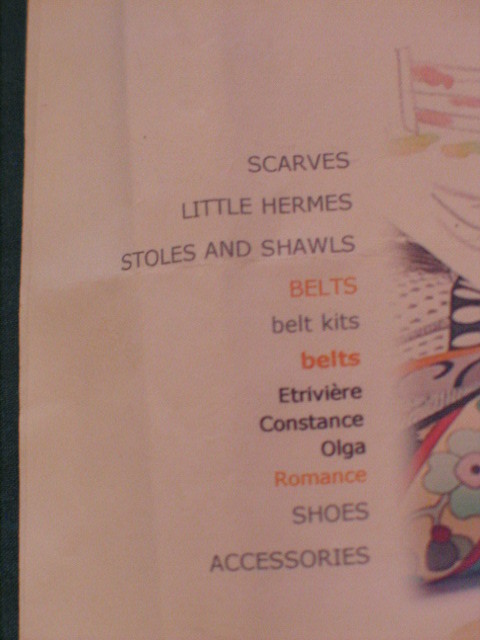 SCARVES
LITTLE HERMES
STOLES AND SHAWLS
BELTS
belt kits
belts
Etrivière
Constance
Olga
Romance
SHOES
ACCESSORIES